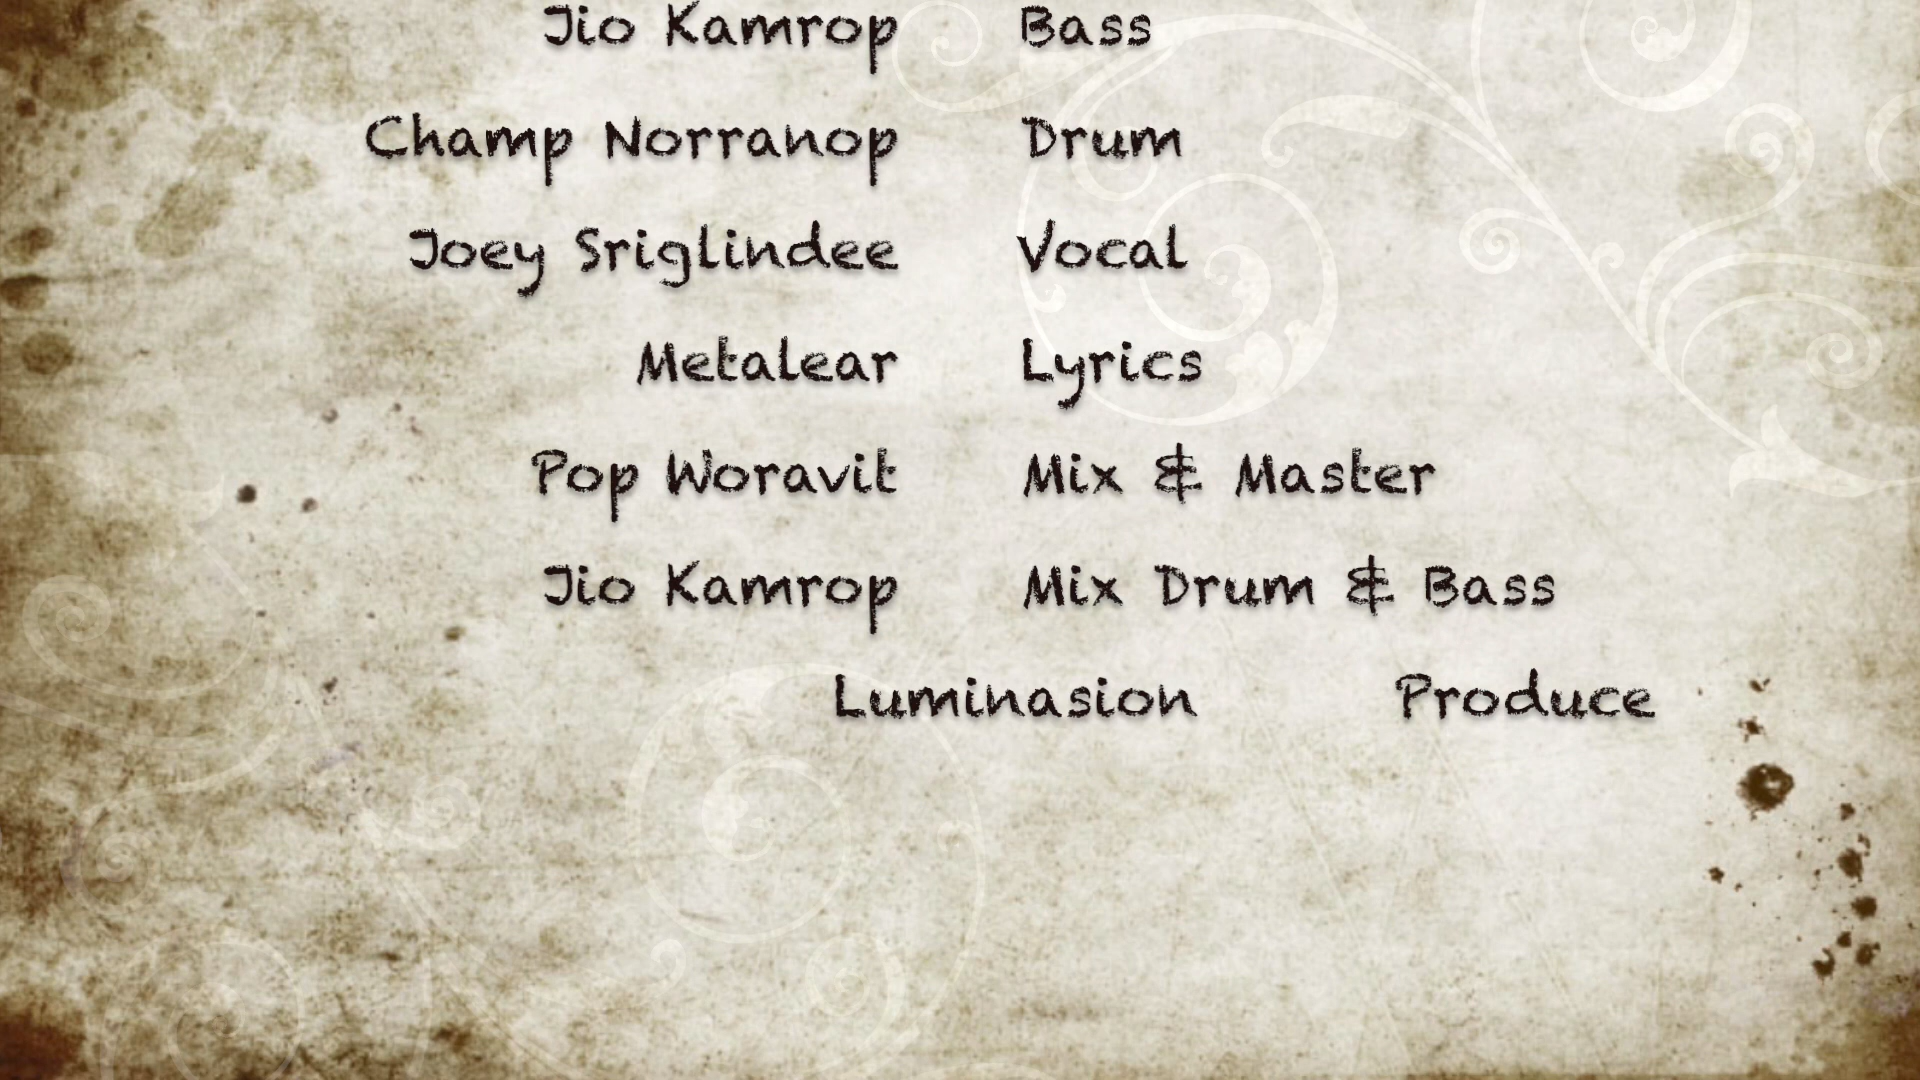 Jio Kamrop Bass
Champ Norranop Drum
Joey Sriglindee Vocal
Metalear Lyrics
Pop Woravit Mix & Master
Jio Kamrop Mix Drum & Bass
Luminasion Produce